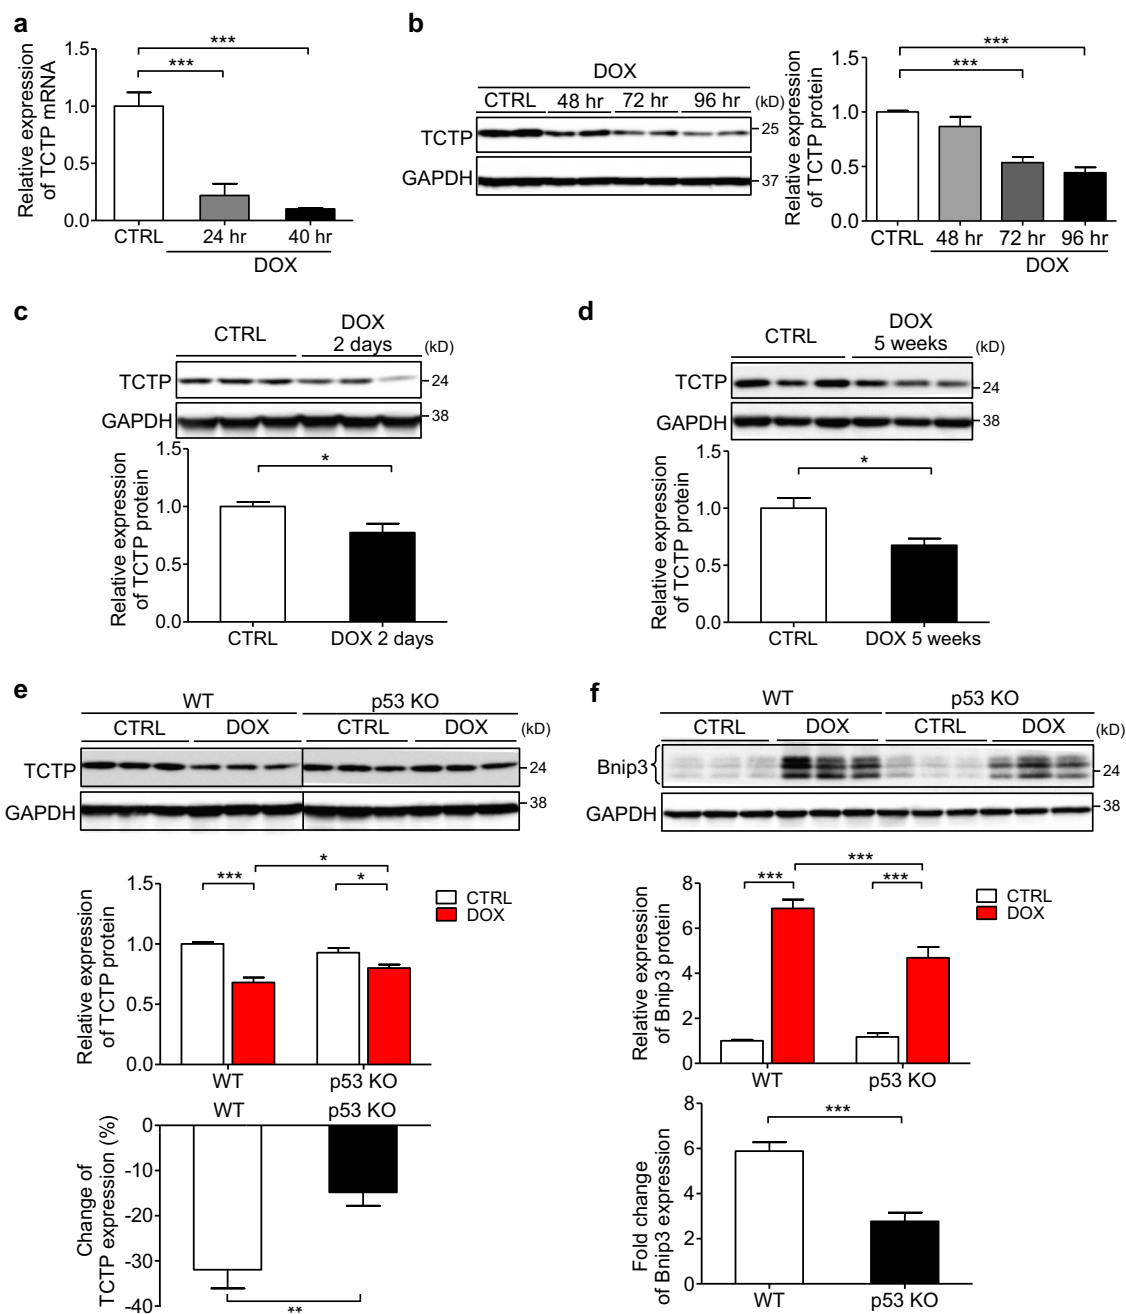 a
Relative expression
of TCTP mRNA
1.5
1.0
0.5
0.0
***
***
CTRL 24 hr 40 hr
DOX
b
DOX
CTRL 48 hr 72 hr 96 hr (kD)
TCTP 25
GAPDH 37
Relative expression
of TCTP protein
1.5
1.0
0.5
0.0
***
***
CTRL 48 hr 72 hr 96 hr
DOX
c
CTRL DOX
2 days (kD)
TCTP 24
GAPDH 38
Relative expression
of TCTP protein
1.5
1.0
0.5
0.0
*
CTRL DOX 2 days
d
CTRL DOX
5 weeks (kD)
TCTP 24
GAPDH 38
Relative expression
of TCTP protein
1.5
1.0
0.5
0.0
*
CTRL DOX 5 weeks
e
WT p53 KO
CTRL DOX CTRL DOX (kD)
TCTP 24
GAPDH 38
Relative expression
of TCTP protein
1.5
1.0
0.5
0.0
*
*** *
CTRL
DOX
WT p53 KO
WT p53 KO
Change of
TCTP expression (%)
0
-10
-20
-30
-40
**
f
WT p53 KO
CTRL DOX CTRL DOX (kD)
Bnip3 24
GAPDH 38
Relative expression
of Bnip3 protein
8
6
4
2
0
***
*** ***
CTRL
DOX
WT p53 KO
Fold change
of Bnip3 expression
8
6
4
2
0
***
WT p53 KO